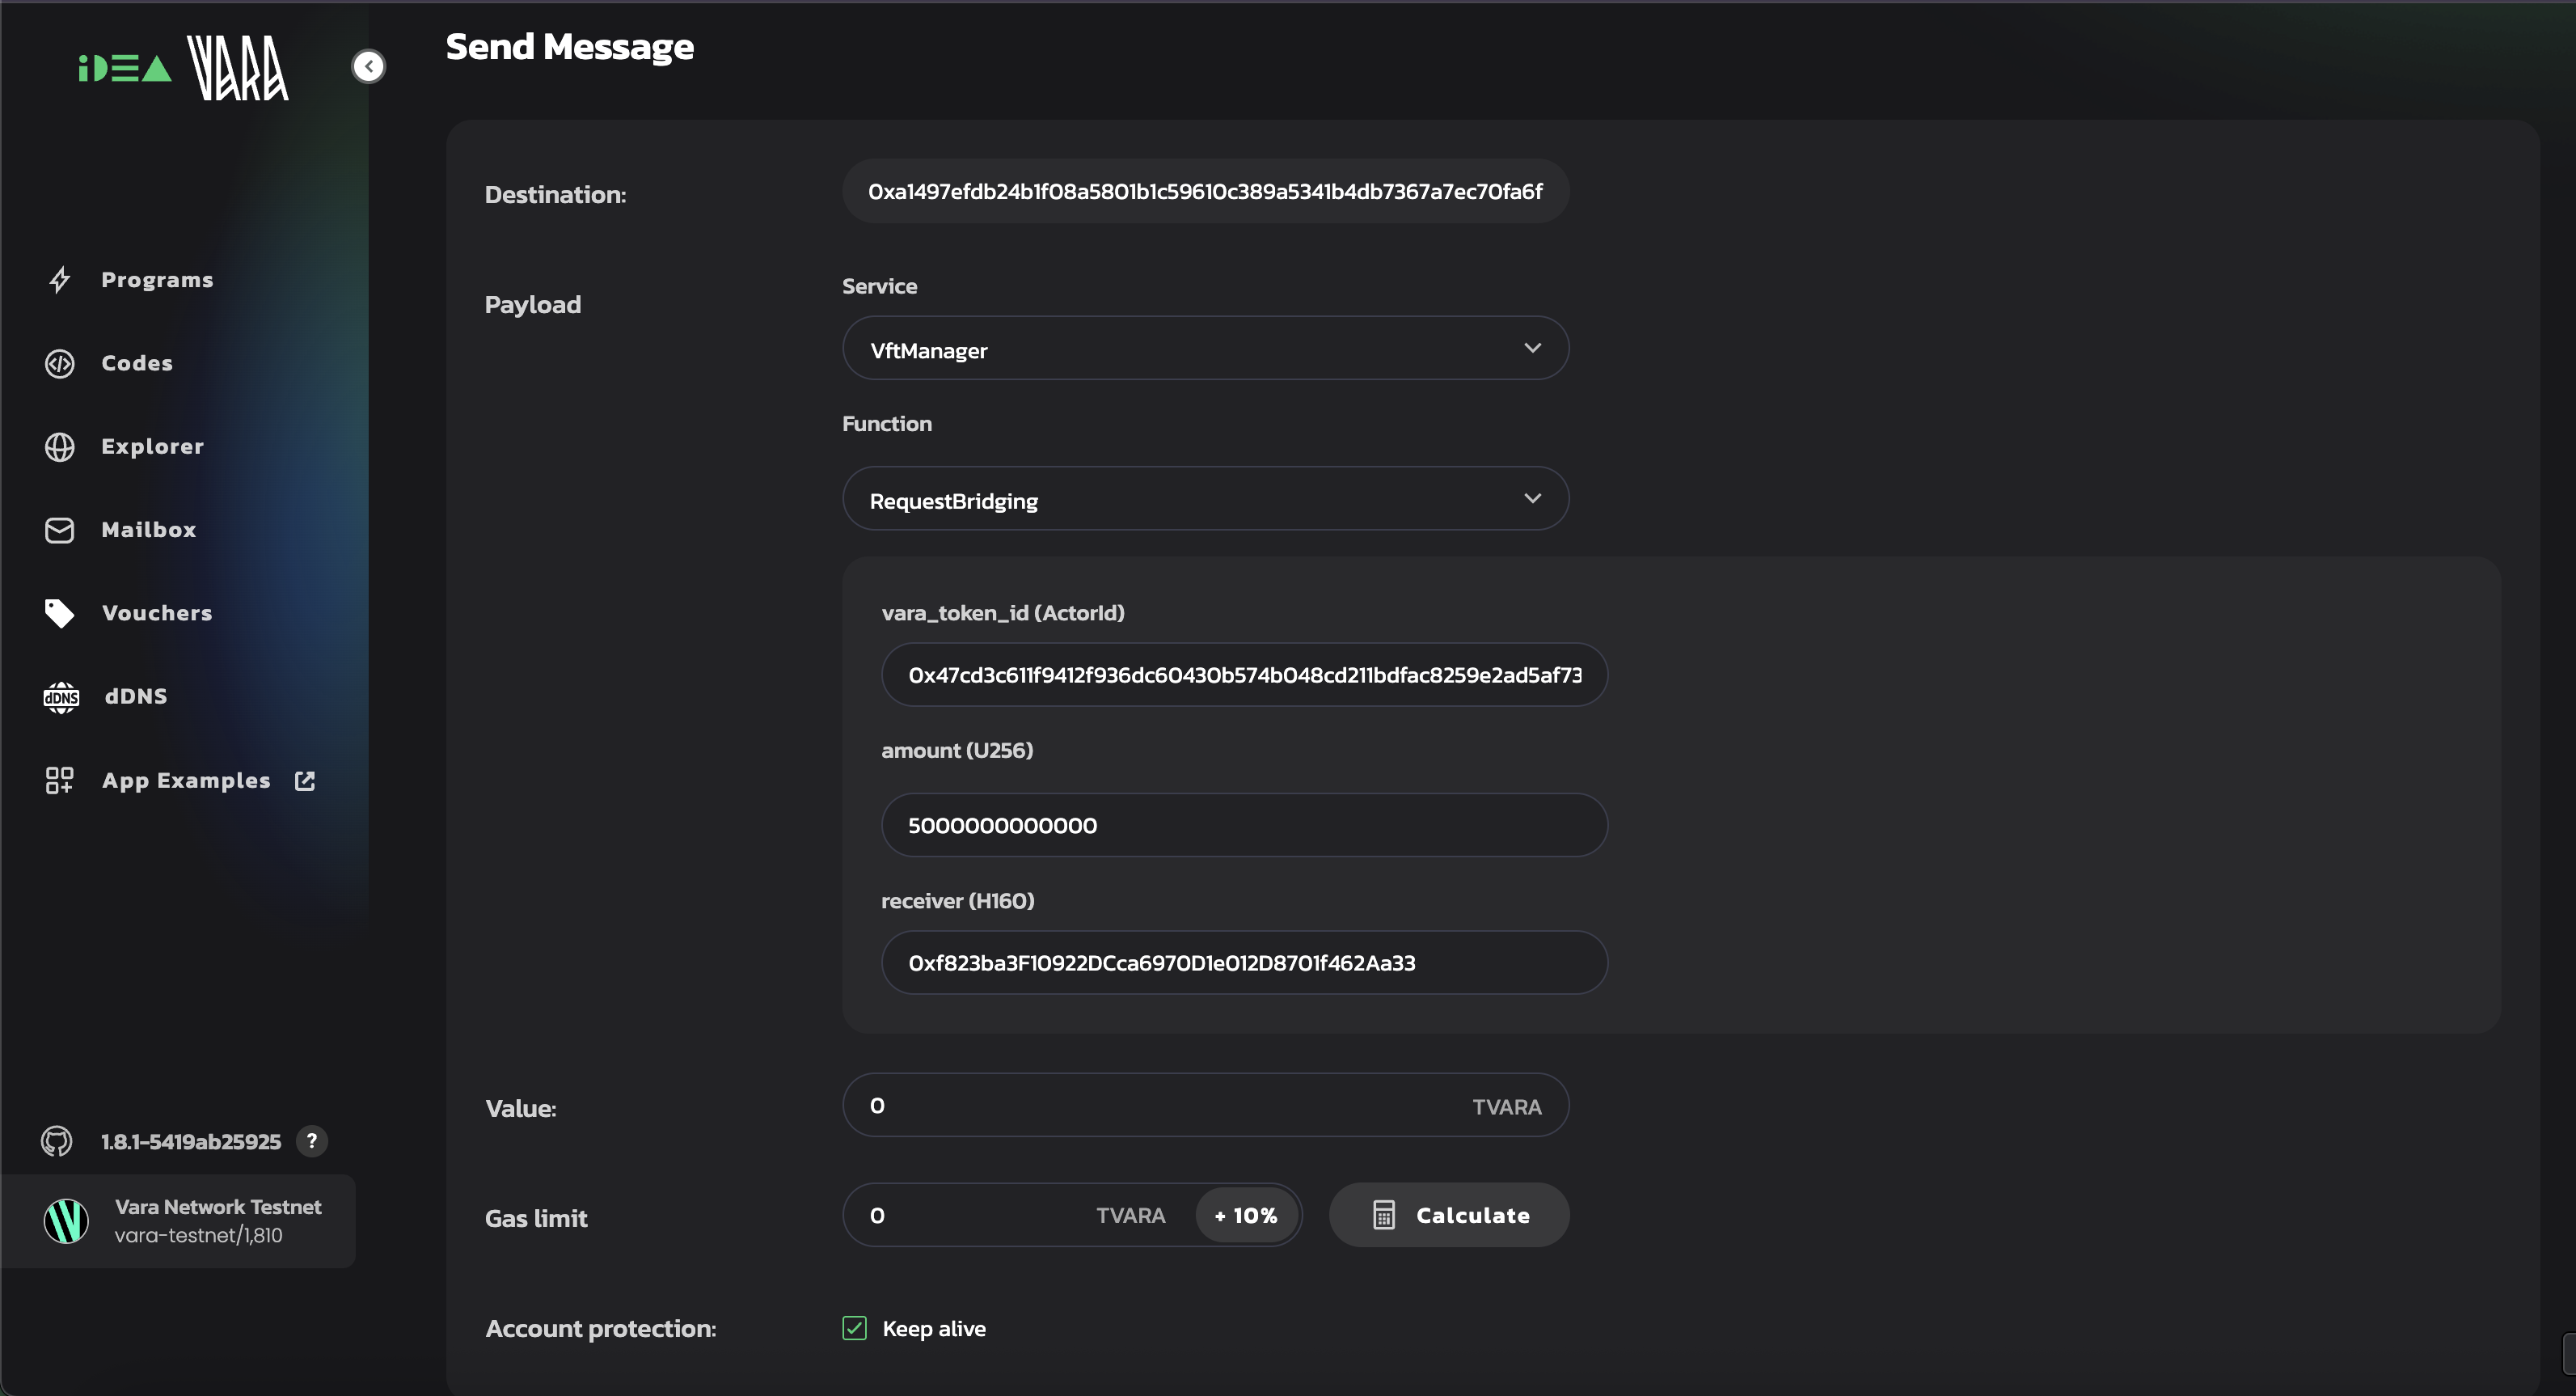 iDEA VARA
Send Message
Destination:
0xa1497efdb24b1f08a5801b1c59610c389a5341b4db7367a7ec70fa6f
Programs
Payload
Service
VftManager
Codes
Function
Explorer
RequestBridging
Mailbox
vara_token_id (ActorId)
Vouchers
0x47cd3c611f9412f936dc60430b574b048cd211bdfac8259e2ad5af73
dDNS
dDNS
amount (U256)
App Examples
5000000000000
receiver (H160)
0xf823ba3F10922DCca6970D1e012D8701f462Aa33
Value:
0 TVARA
1.8.1-5419ab25925 ?
Vara Network Testnet
vara-testnet/1,810
Gas limit
0 TVARA + 10% Calculate
Account protection:
Keep alive